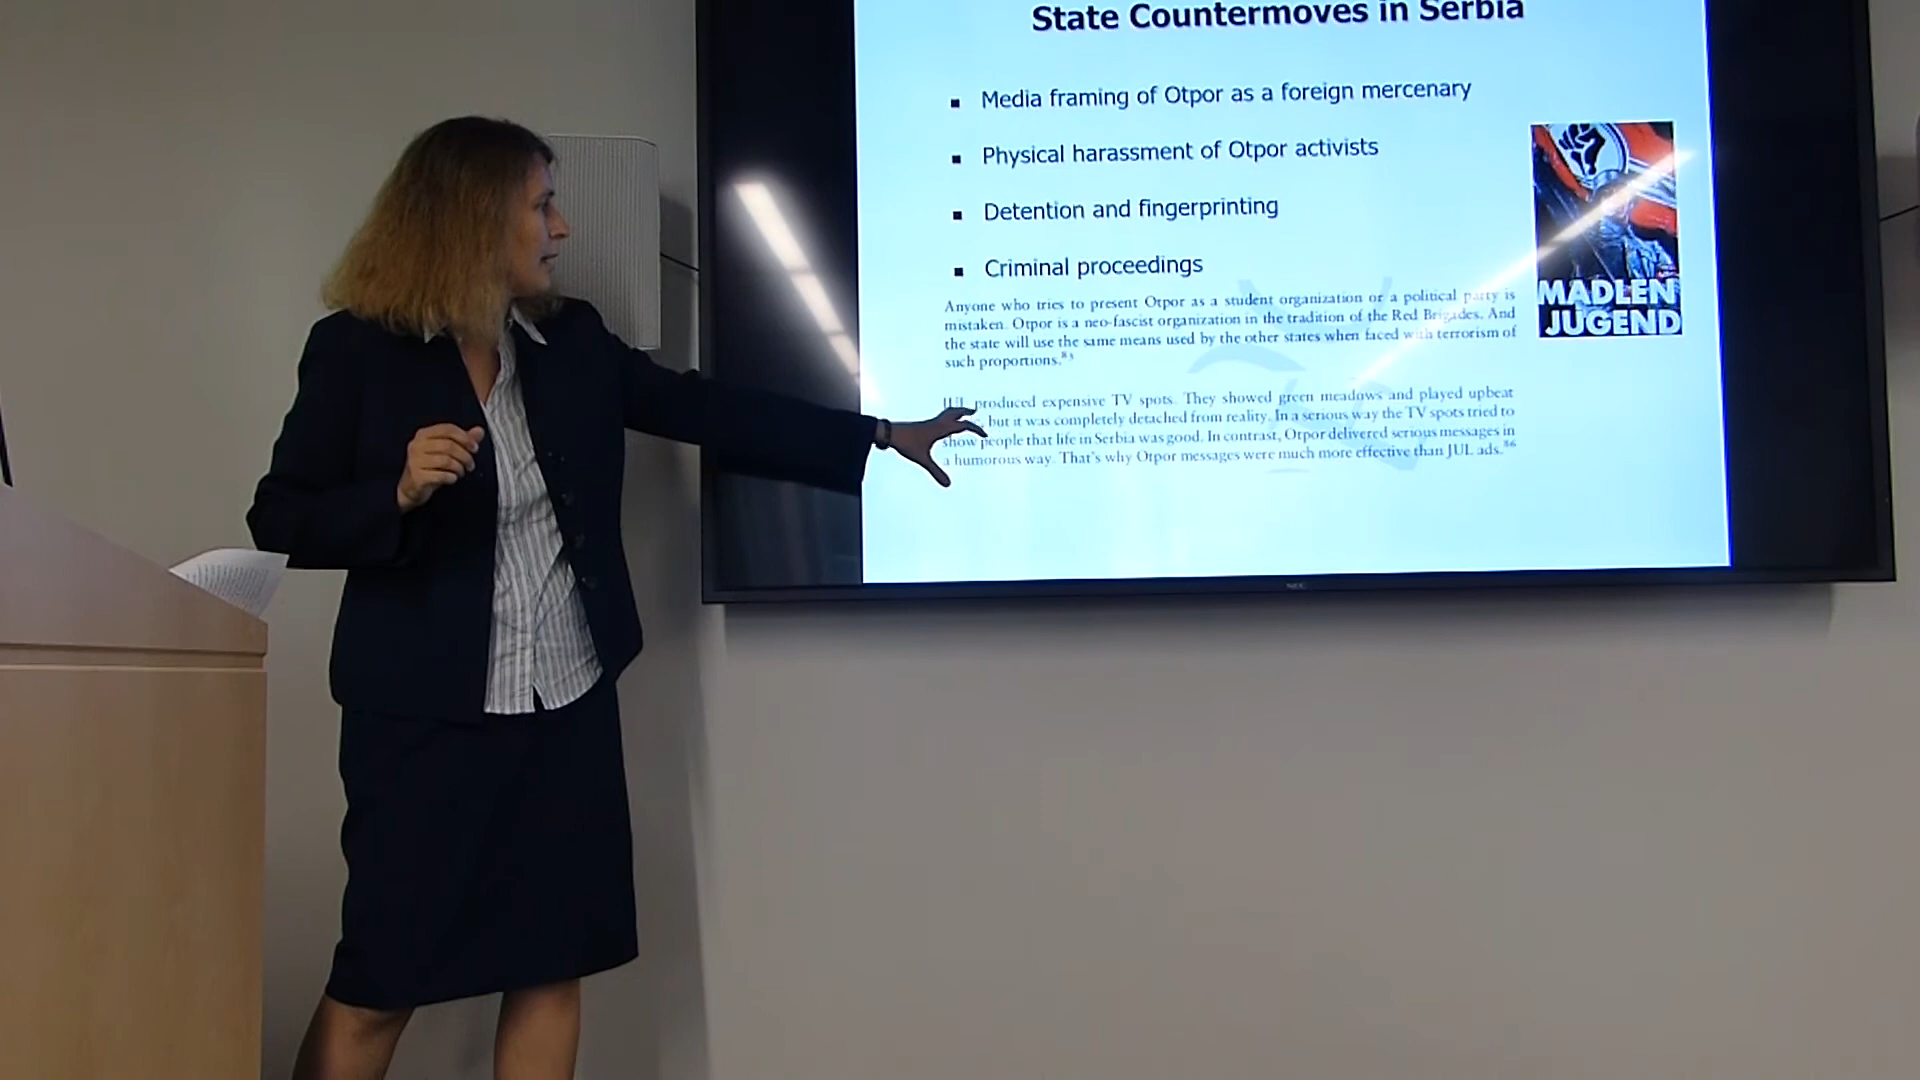 State Countermoves in Serbia
▪ Media framing of Otpor as a foreign mercenary
▪ Physical harassment of Otpor activists
▪ Detention and fingerprinting
▪ Criminal proceedings
MADLEN
JUGEND
Anyone who tries to present Otpor as a student organization or a political party is
mistaken. Otpor is a neo-fascist organization in the tradition of the Red Brigades. And
the state will use the same means used by the other states when faced with terrorism of
such proportions.⁸⁵
JUL produced expensive TV spots. They showed green meadows and played upbeat
, but it was completely detached from reality. In a serious way the TV spots tried to
show people that life in Serbia was good. In contrast, Otpor delivered serious messages in
a humorous way. That's why Otpor messages were much more effective than JUL ads.⁸⁶
NEC